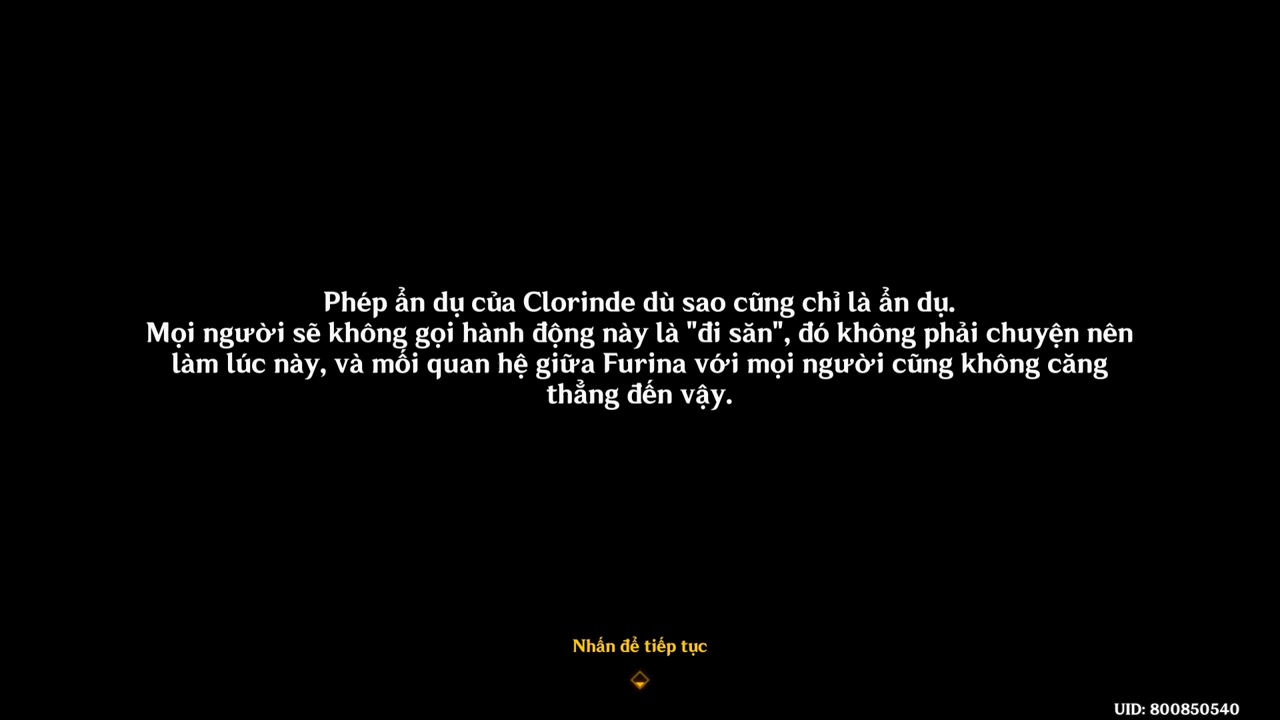 Phép ẩn dụ của Clorinde dù sao cũng chỉ là ẩn dụ.
Mọi người sẽ không gọi hành động này là "đi săn", đó không phải chuyện nên
làm lúc này, và mối quan hệ giữa Furina với mọi người cũng không căng
thẳng đến vậy.
Nhấn để tiếp tục
UID: 800850540